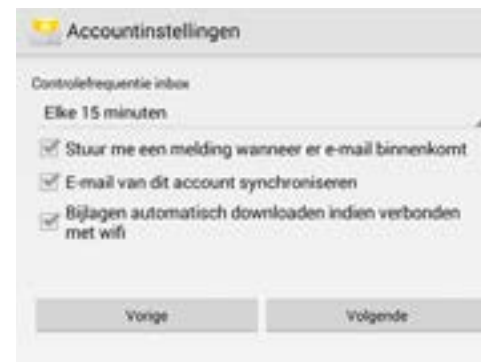 Accountinstellingen
Controlefrequentie inbox
Elke 15 minuten
Stuur me een melding wanneer er e-mail binnenkomt
E-mail van dit account synchroniseren
Bijlagen automatisch downloaden indien verbonden
met wifi
Vorige Volgende